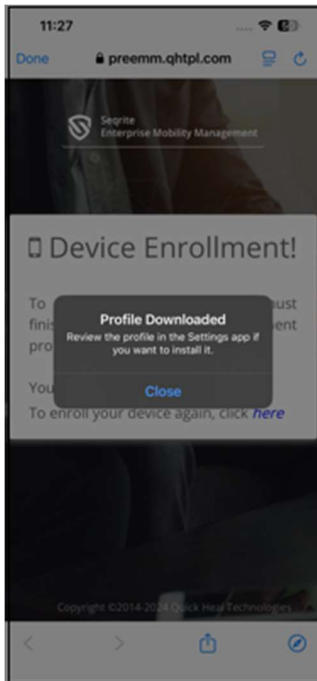 11:27
Done
preemm.qhtpl.com
Seqrite
Enterprise Mobility Management
Device Enrollment!
To
must
Profile Downloaded
Review the profile in the Settings app if
you want to install it.
Close
You
To enroll your device again, click here
Copyright ©2014-2024 Quick Heal Technologies